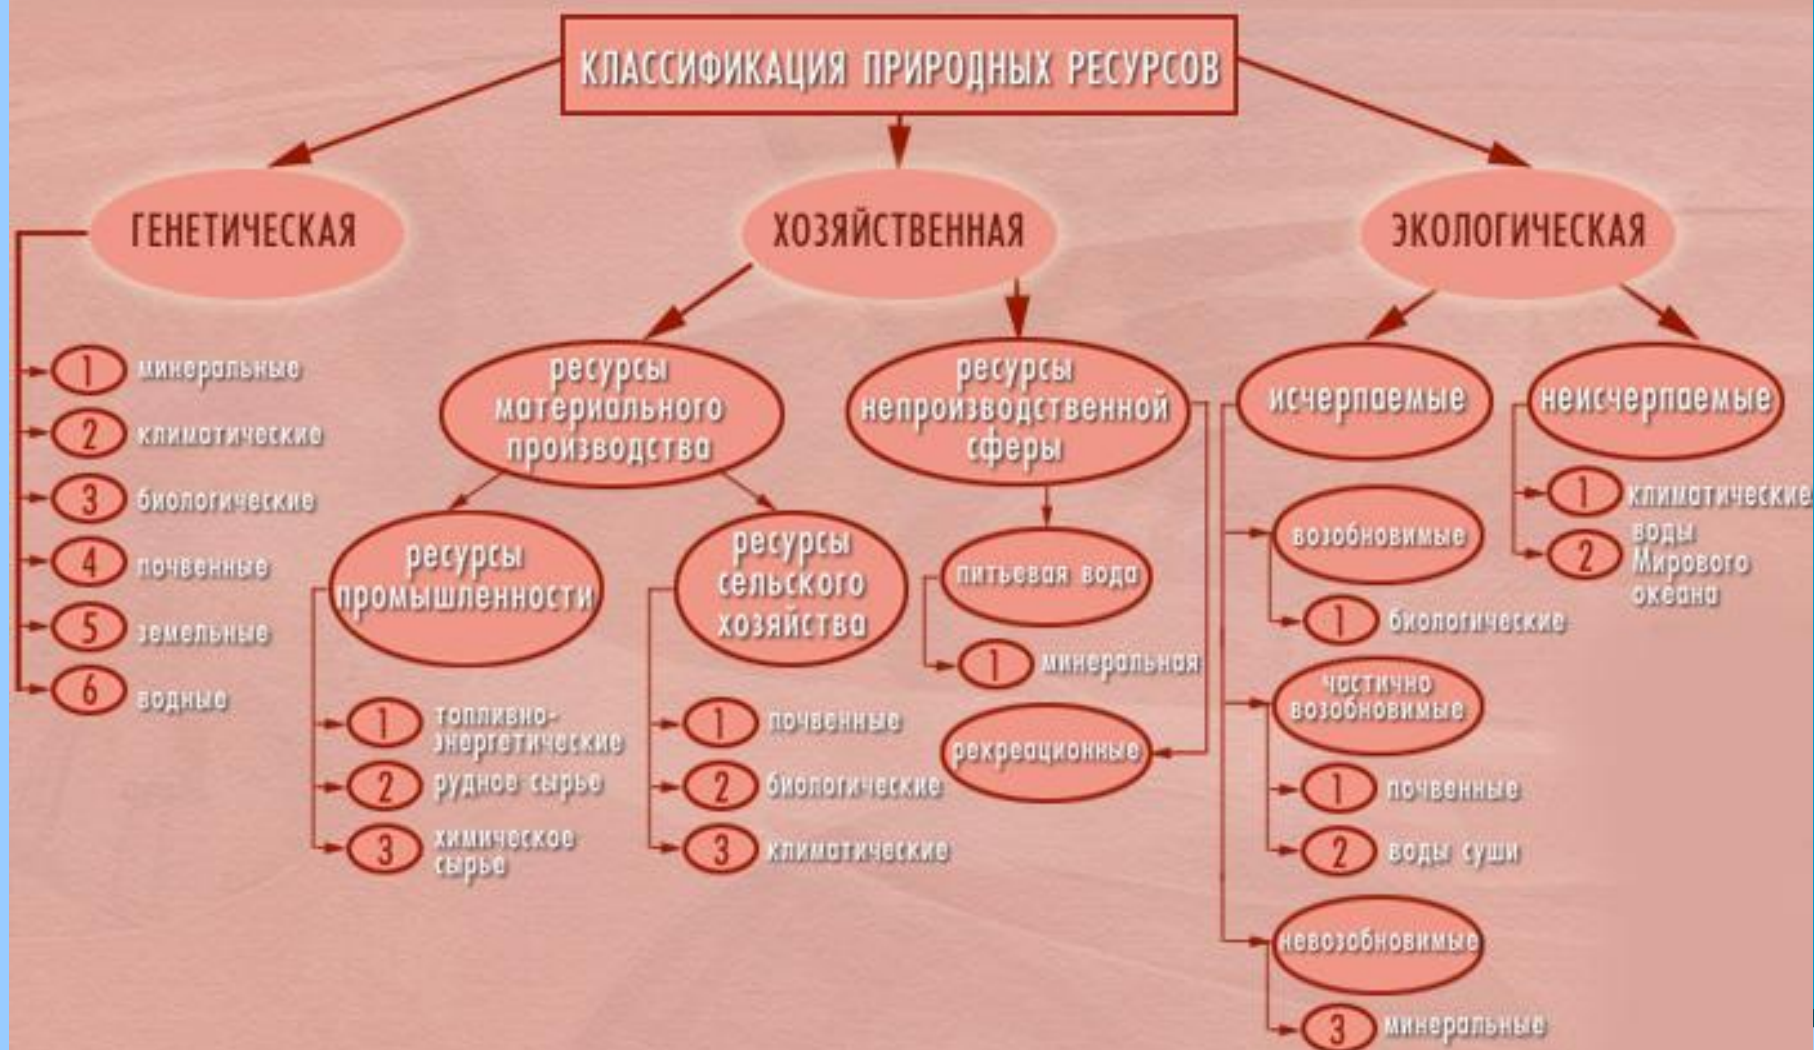 КЛАССИФИКАЦИЯ ПРИРОДНЫХ РЕСУРСОВ
ГЕНЕТИЧЕСКАЯ
1 минеральные
2 климатические
3 биологические
4 почвенные
5 земельные
6 водные
ХОЗЯЙСТВЕННАЯ
ресурсы
материального
производства
ресурсы
промышленности
1 топливно-
энергетические
2 рудное сырье
3 химическое
сырье
ресурсы
сельского
хозяйства
1 почвенные
2 биологические
3 климатические
ресурсы
непроизводственной
сферы
питьевая вода
1 минеральная
рекреационные
ЭКОЛОГИЧЕСКАЯ
исчерпаемые
возобновимые
1 биологические
частично
возобновимые
1 почвенные
2 воды суши
невозобновимые
3 минеральные
неисчерпаемые
1 климатические
2 воды
Мирового
океана